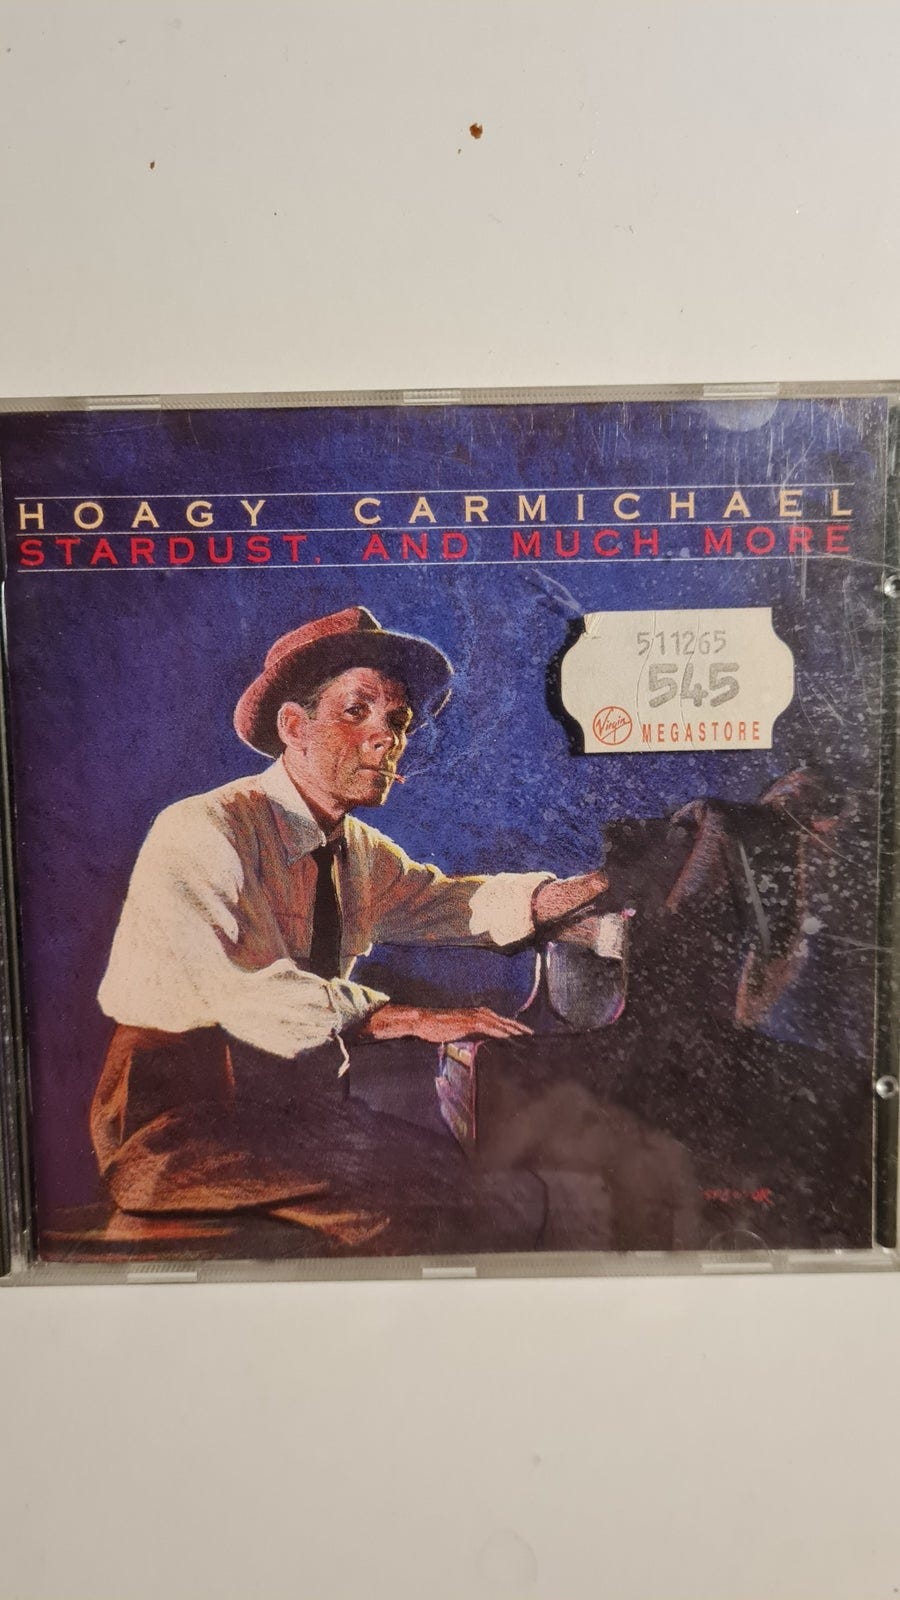 HOAGY CARMICHAEL
STARDUST, AND MUCH MORE
511265
545
Virgin MEGASTORE